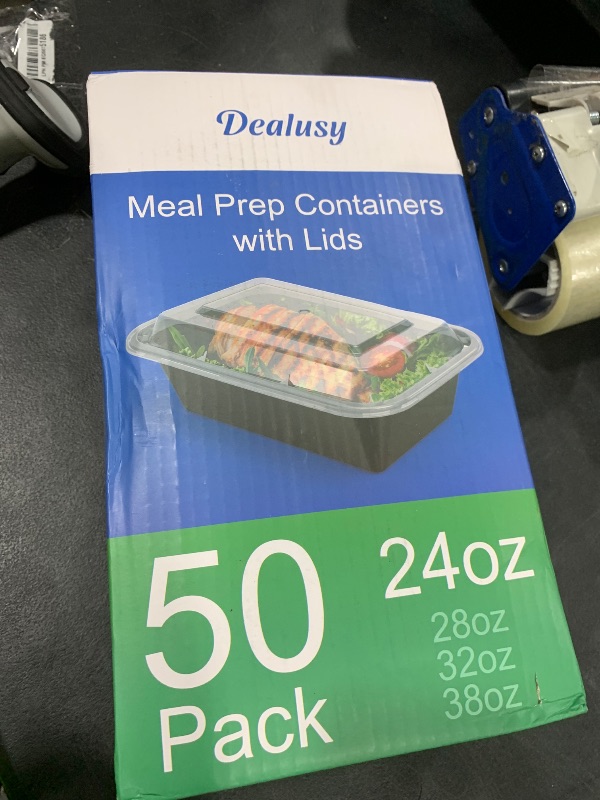 Dealusy
Meal Prep Containers
with Lids
50
Pack
24oz
28oz
32oz
38oz